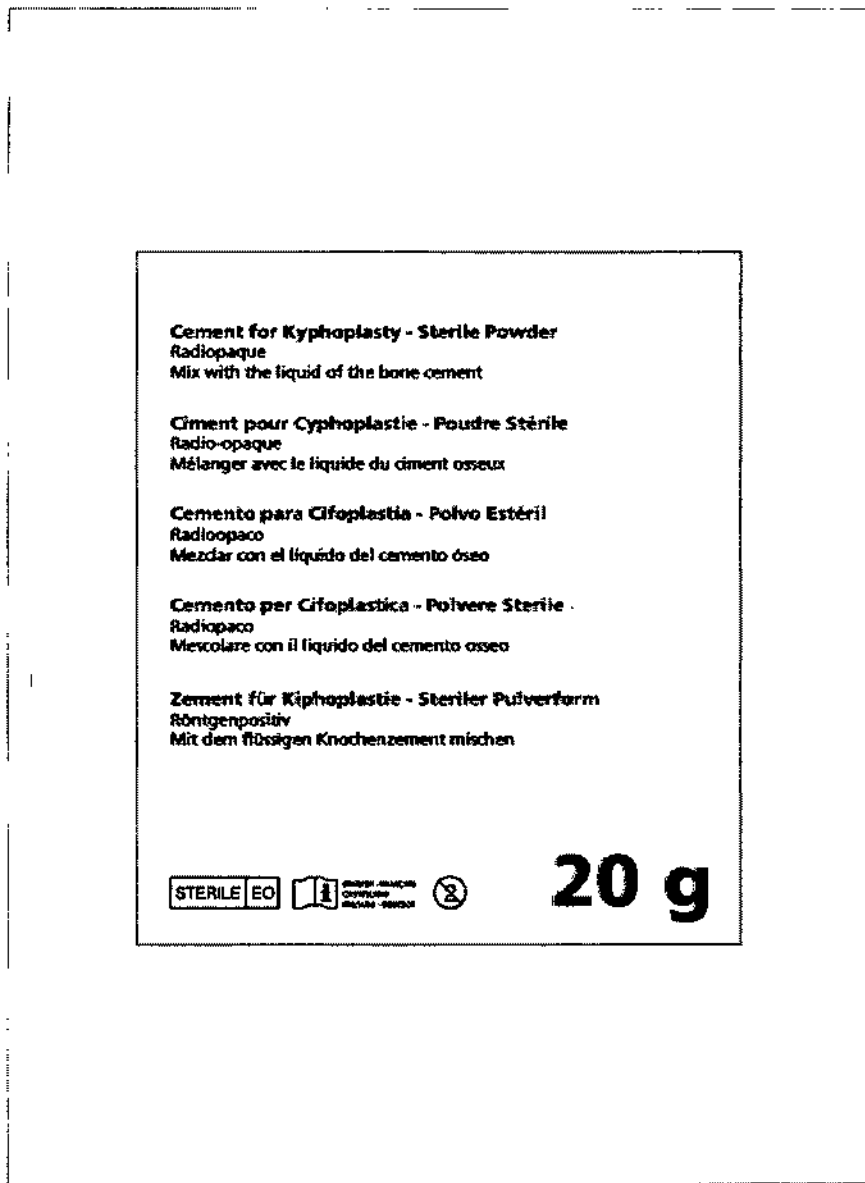 Cement for Kyphoplasty - Sterile Powder
Radiopaque
Mix with the liquid of the bone cement
Ciment pour Cyphoplastie - Poudre Stérile
Radio-opaque
Mélanger avec le liquide du ciment osseux
Cemento para Cifoplastia - Polvo Estéril
Radioopaco
Mezclar con el líquido del cemento óseo
Cemento per Cifoplastica - Polvere Sterile
Radiopaco
Mescolare con il liquido del cemento osseo
Zement für Kiphoplastie - Steriler Pulverform
Röntgenpositiv
Mit dem flüssigen Knochenzement mischen
STERILE EO
2
20 g